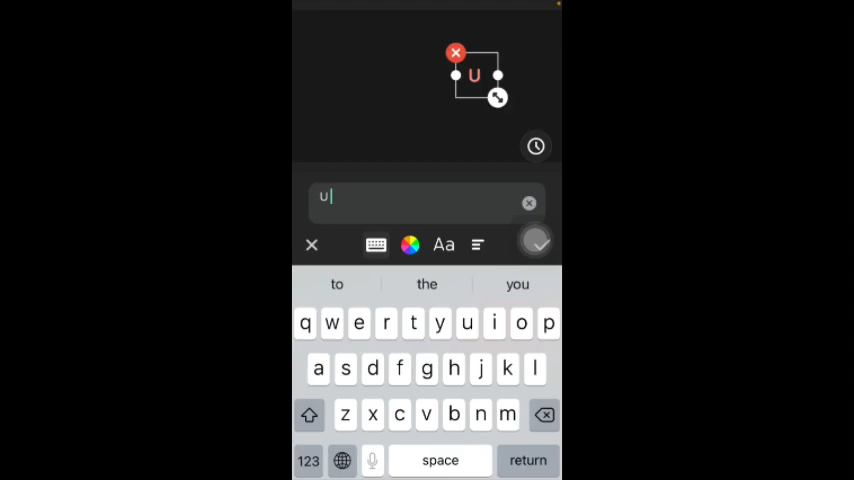 U
U
Aa
to the you
q w e r t y u i o p
a s d f g h j k l
z x c v b n m
123 space return